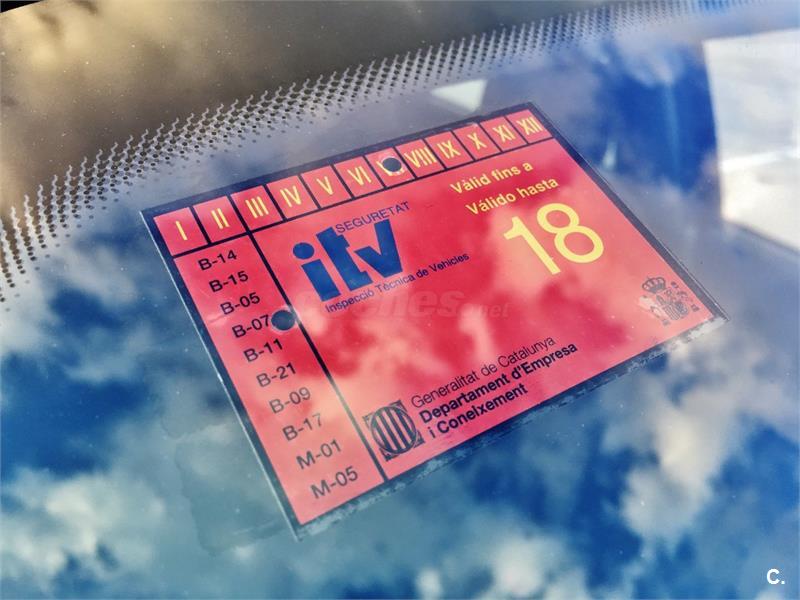 I II III IV V VI VIII IX X XI XII
B-14
B-15
B-05
B-07
B-11
B-21
B-09
B-17
M-01
M-05
SEGURETAT
itv
Inspecció Tècnica de Vehicles
Vàlid fins a
Válido hasta
18
Generalitat de Catalunya
Departament d'Empresa
i Coneixement
C.